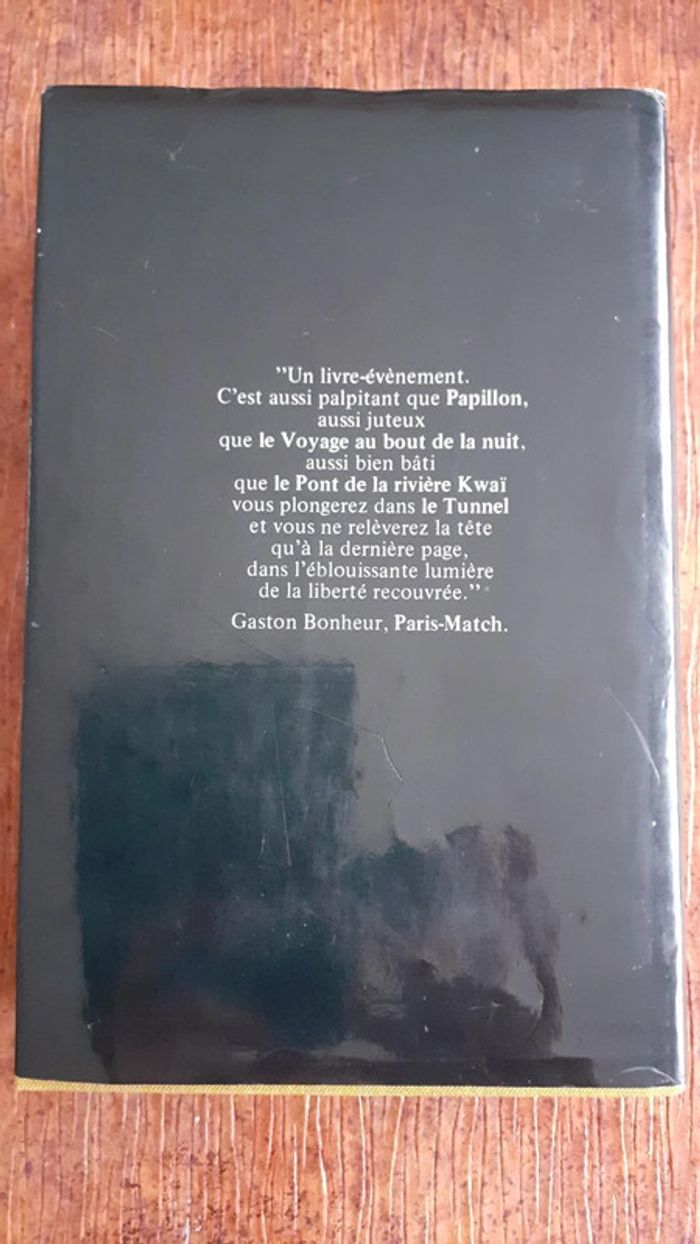 "Un livre-évènement.
C'est aussi palpitant que Papillon,
aussi juteux
que le Voyage au bout de la nuit,
aussi bien bâti
que le Pont de la rivière Kwaï
vous plongerez dans le Tunnel
et vous ne relèverez la tête
qu'à la dernière page,
dans l'éblouissante lumière
de la liberté recouvrée."
Gaston Bonheur, Paris-Match.